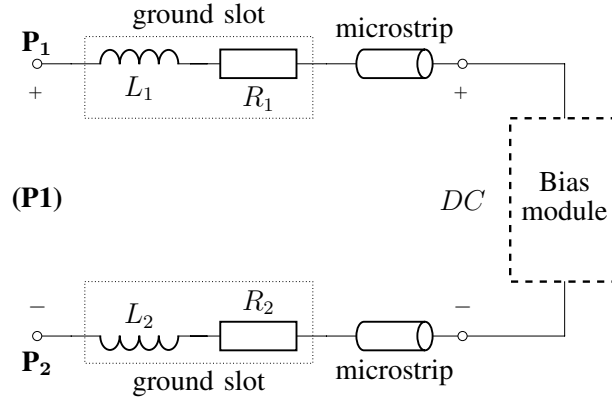 ground slot
microstrip
P₁
L₁
R₁
+
+
(P1)
DC
Bias
module
−
L₂
R₂
−
P₂
ground slot
microstrip